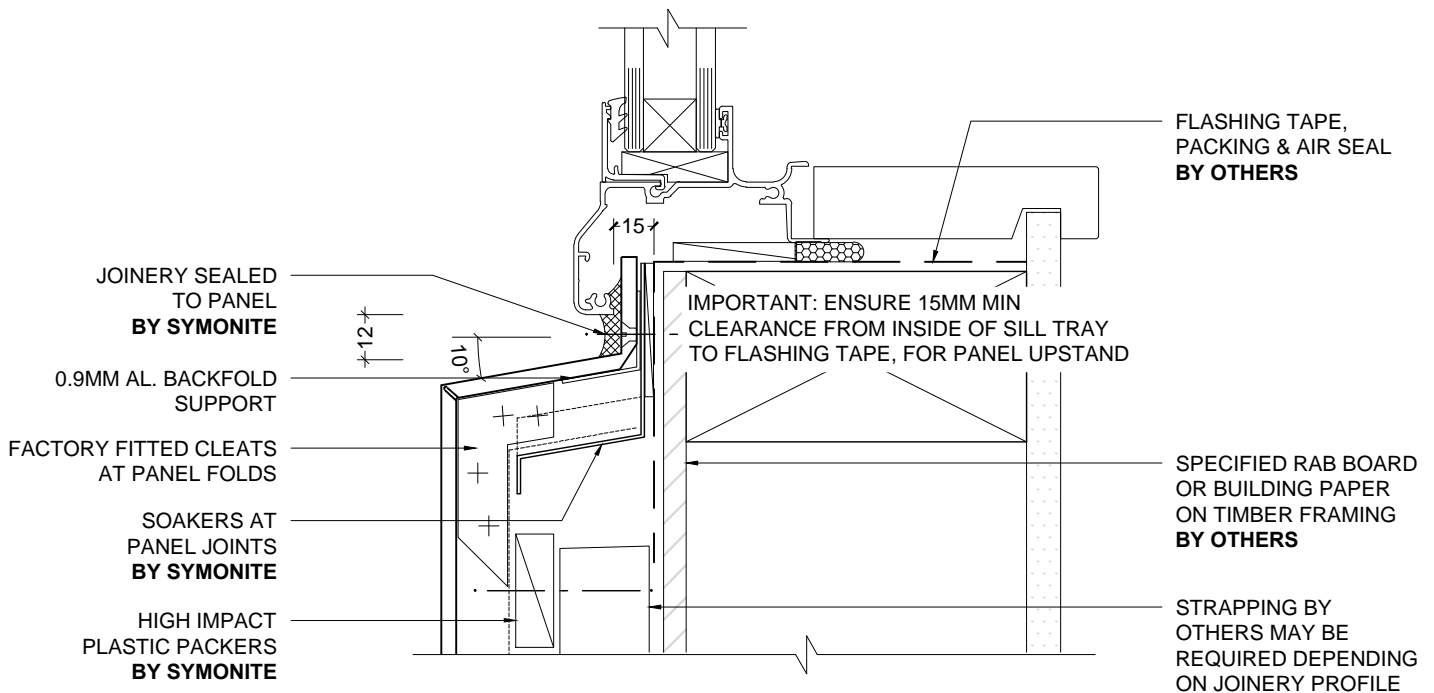 FLASHING TAPE,
PACKING & AIR SEAL
BY OTHERS
15
JOINERY SEALED
TO PANEL
BY SYMONITE
12
10°
IMPORTANT: ENSURE 15MM MIN
CLEARANCE FROM INSIDE OF SILL TRAY
TO FLASHING TAPE, FOR PANEL UPSTAND
0.9MM AL. BACKFOLD
SUPPORT
FACTORY FITTED CLEATS
AT PANEL FOLDS
SOAKERS AT
PANEL JOINTS
BY SYMONITE
HIGH IMPACT
PLASTIC PACKERS
BY SYMONITE
SPECIFIED RAB BOARD
OR BUILDING PAPER
ON TIMBER FRAMING
BY OTHERS
STRAPPING BY
OTHERS MAY BE
REQUIRED DEPENDING
ON JOINERY PROFILE